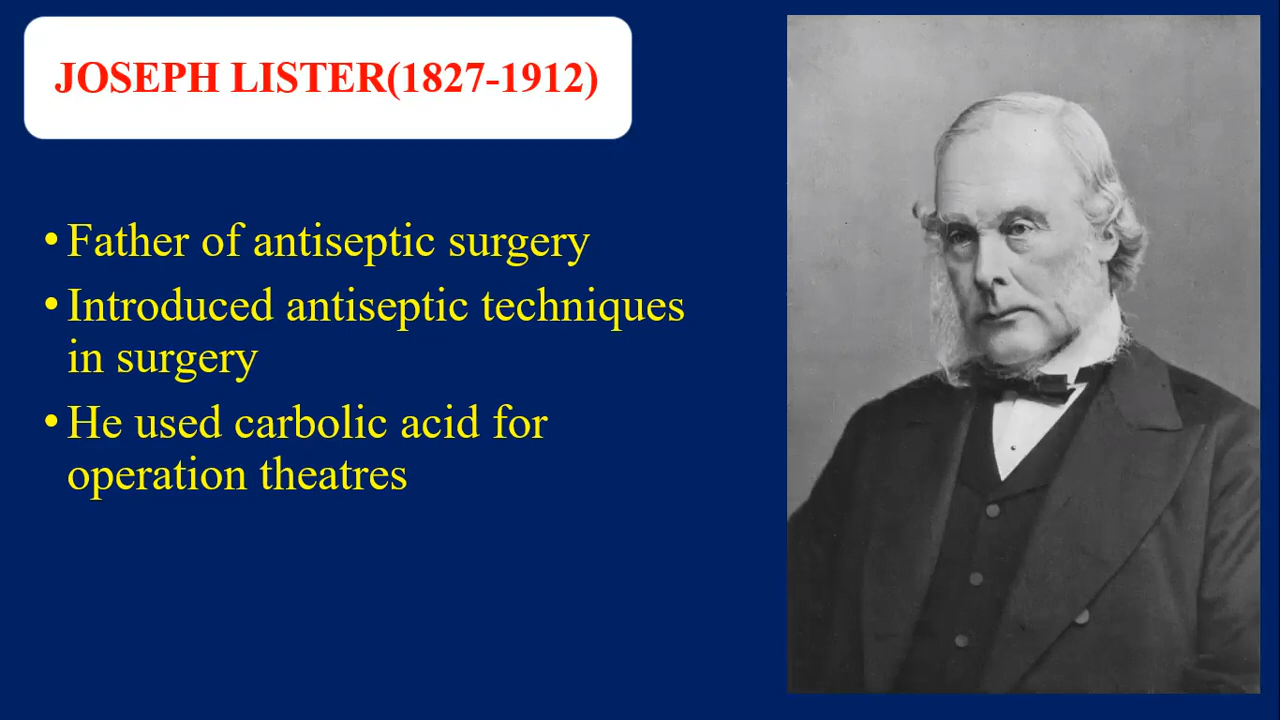 JOSEPH LISTER(1827-1912)
• Father of antiseptic surgery
• Introduced antiseptic techniques
in surgery
• He used carbolic acid for
operation theatres